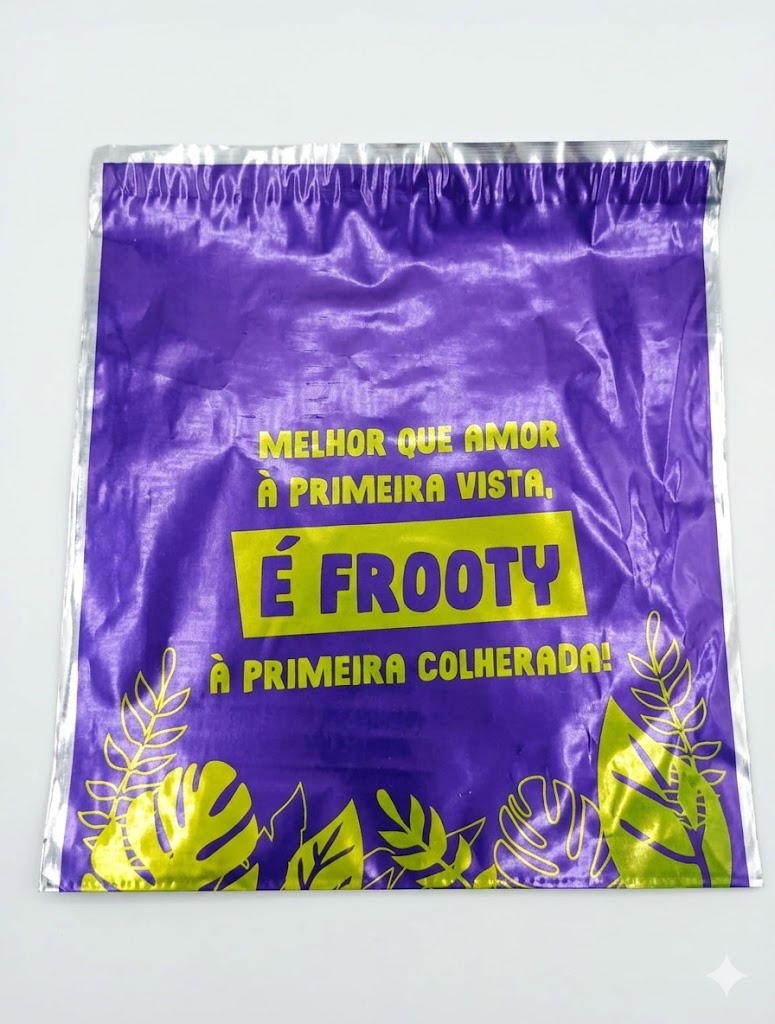 MELHOR QUE AMOR
À PRIMEIRA VISTA,
É FROOTY
À PRIMEIRA COLHERADA!